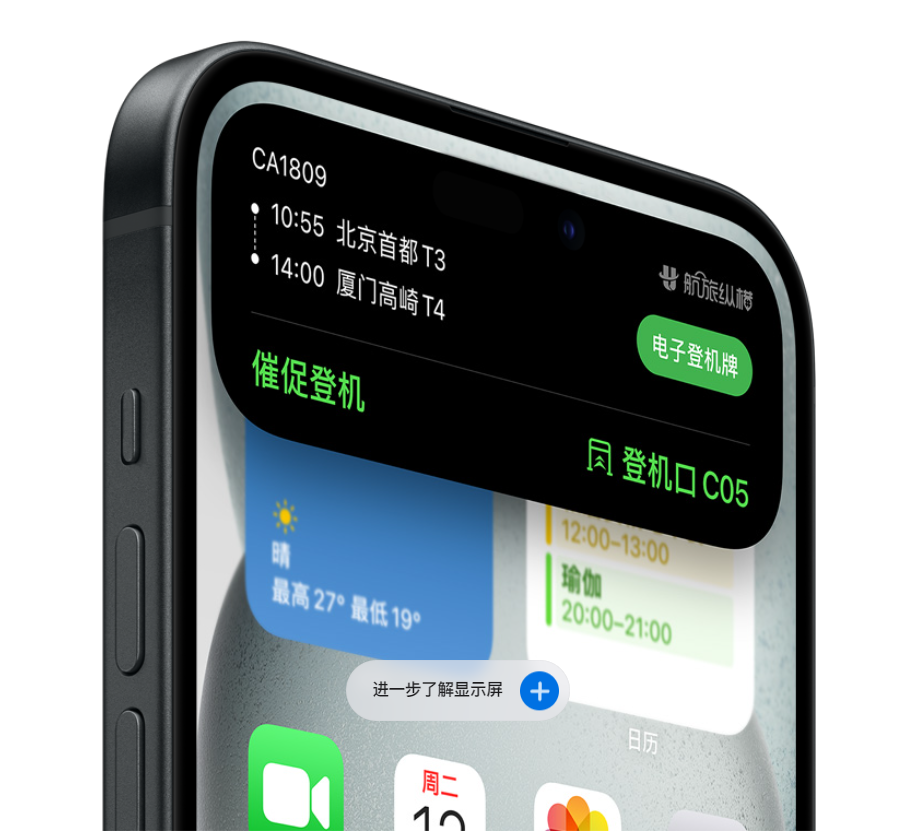 CA1809
10:55 北京首都 T3
14:00 厦门高崎 T4
航旅纵横
电子登机牌
催促登机
登机口 C05
晴
最高 27° 最低 19°
12:00–13:00
瑜伽
20:00–21:00
进一步了解显示屏
日历
周二
12